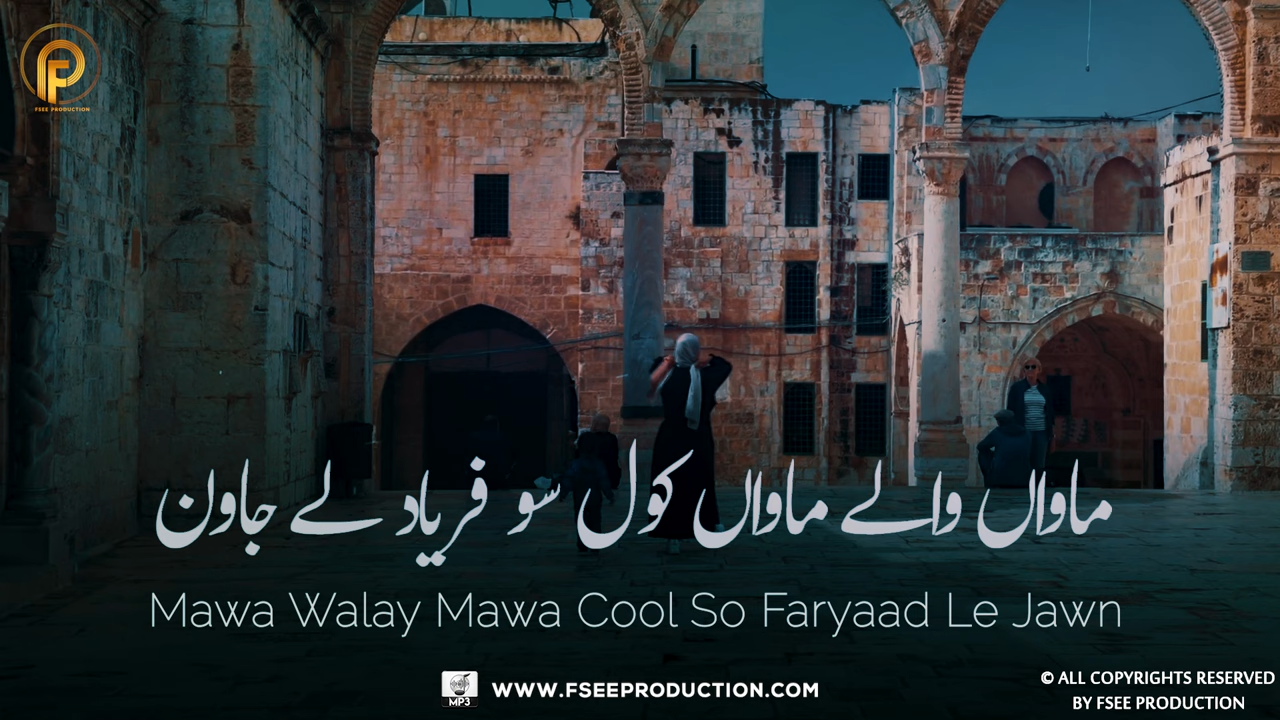 FSEE PRODUCTION
ماواں والے ماواں کول سو فریاد لے جاون
Mawa Walay Mawa Cool So Faryaad Le Jawn
MP3
WWW.FSEEPRODUCTION.COM
© ALL COPYRIGHTS RESERVED
BY FSEE PRODUCTION